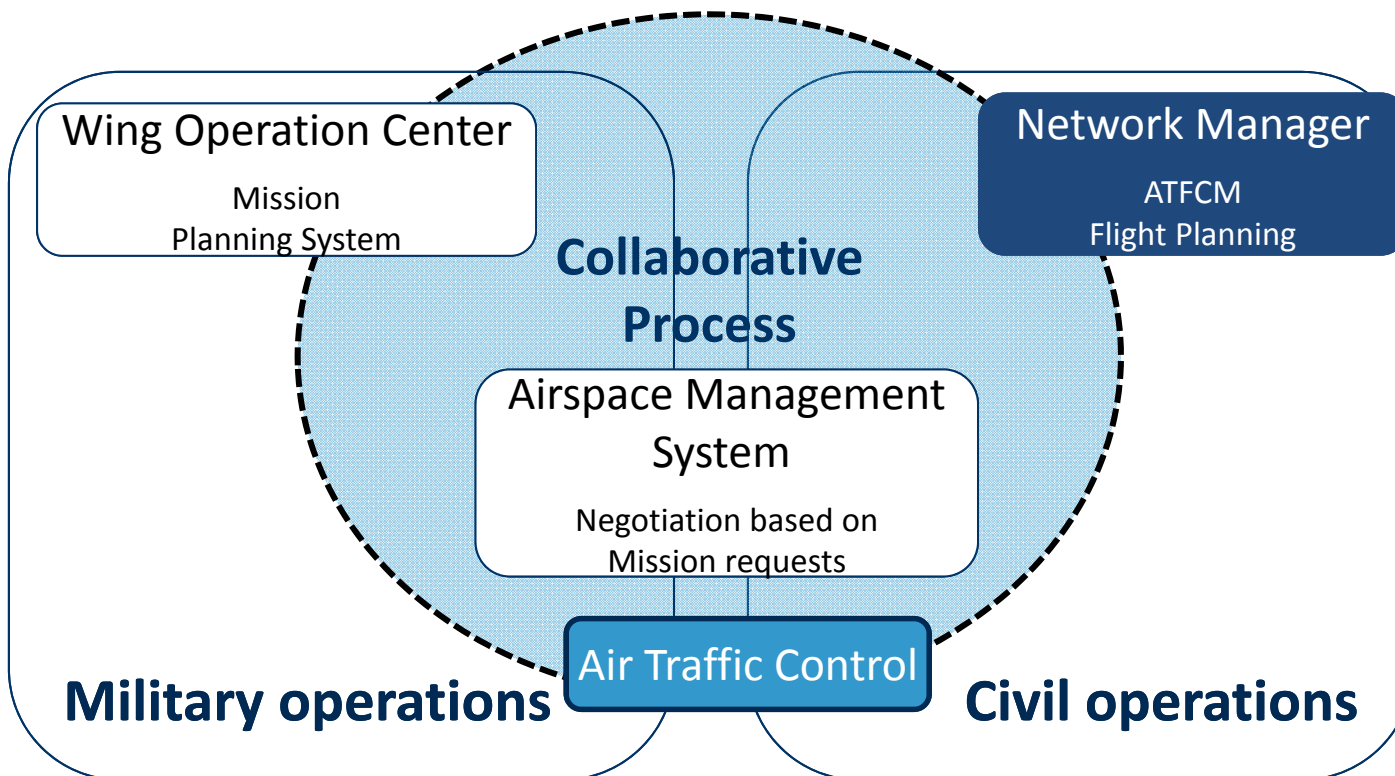 Wing Operation Center
Mission
Planning System
Network Manager
ATFCM
Flight Planning
Collaborative
Process
Airspace Management
System
Negotiation based on
Mission requests
Air Traffic Control
Military operations
Civil operations